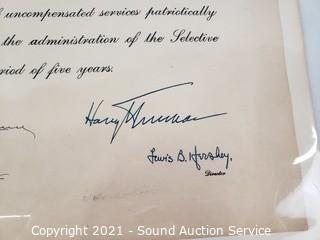 f uncompensated services patriotically
the administration of the Selective
riod of five years.
Harry Truman
Lewis B. Hershey.
Director
Copyright 2021 - Sound Auction Service